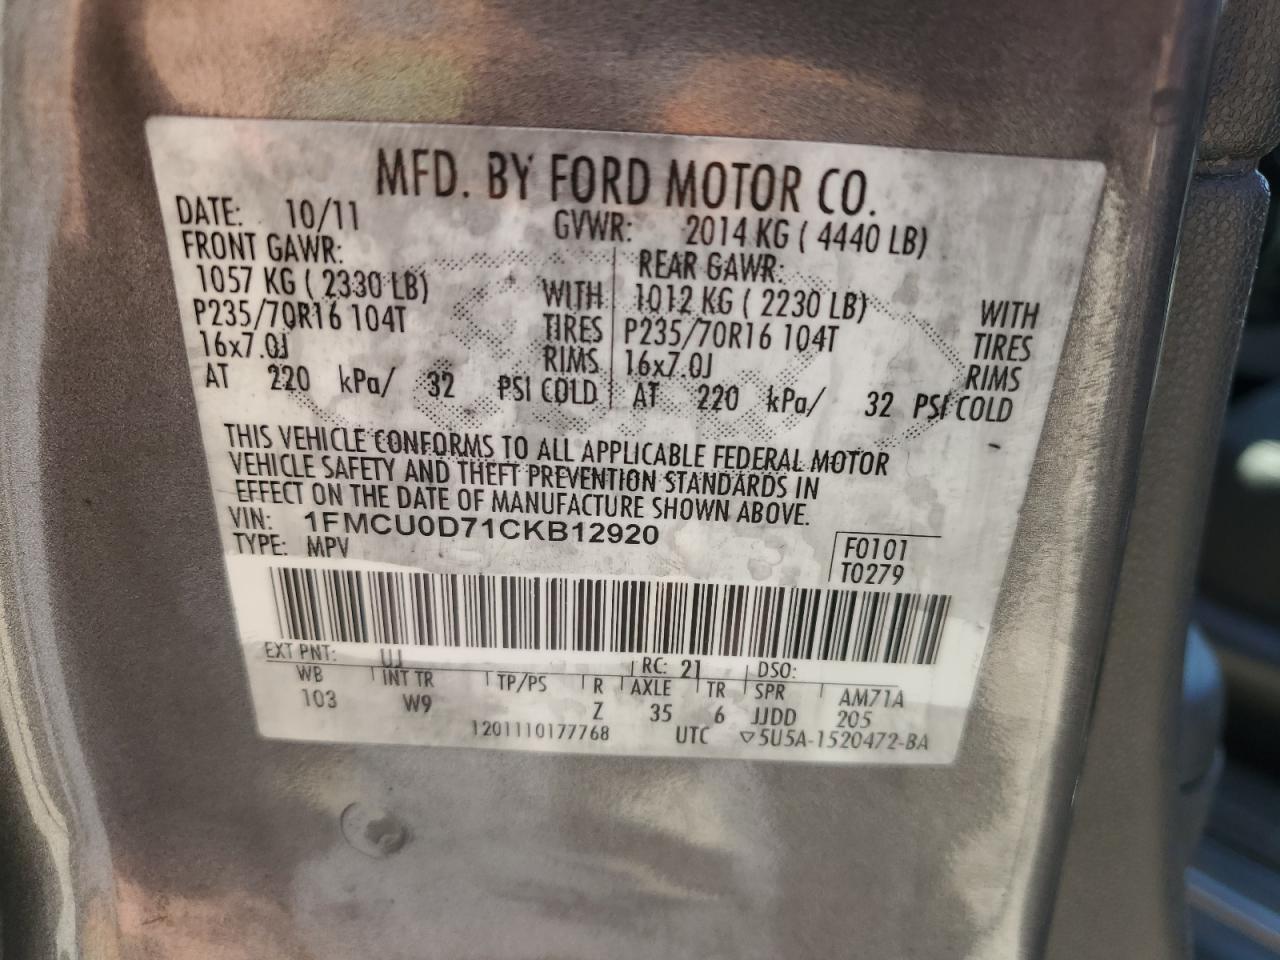 MFD. BY FORD MOTOR CO.
DATE: 10/11 GVWR: 2014 KG ( 4440 LB)
FRONT GAWR: REAR GAWR:
1057 KG ( 2330 LB) WITH 1012 KG ( 2230 LB) WITH
P235/70R16 104T TIRES P235/70R16 104T TIRES
16x7.0J RIMS 16x7.0J RIMS
AT 220 kPa/ 32 PSI COLD AT 220 kPa/ 32 PSI COLD
THIS VEHICLE CONFORMS TO ALL APPLICABLE FEDERAL MOTOR
VEHICLE SAFETY AND THEFT PREVENTION STANDARDS IN
EFFECT ON THE DATE OF MANUFACTURE SHOWN ABOVE.
VIN: 1FMCU0D71CKB12920
TYPE: MPV
F0101
T0279
EXT PNT: UJ RC: 21 DSO:
WB INT TR TP/PS R AXLE TR SPR AM71A
103 W9 Z 35 6 JJDD 205
1201110177768 UTC ▽5U5A-1520472-BA